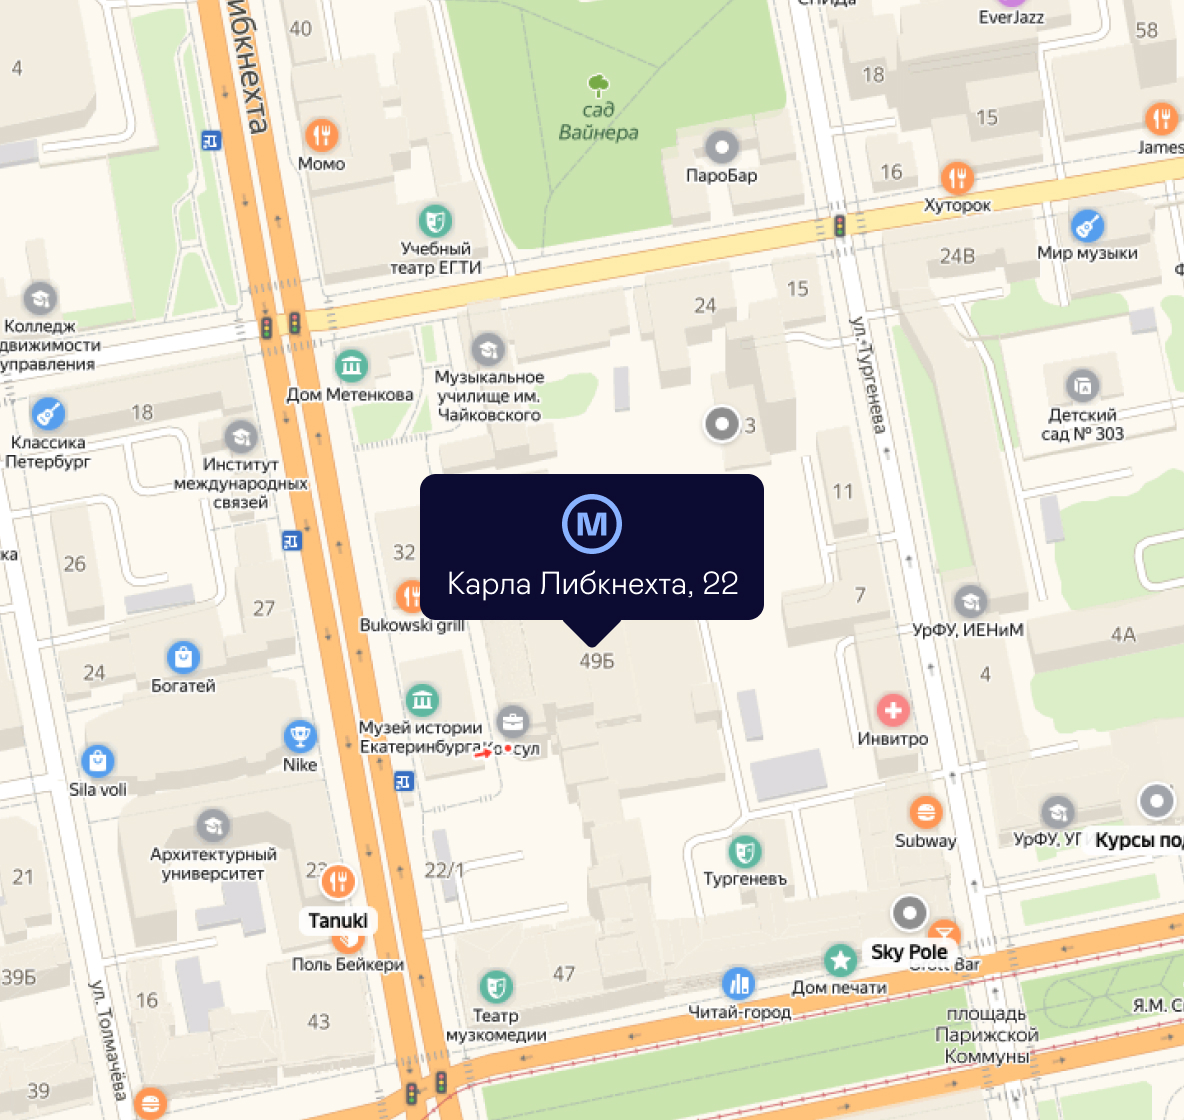 40
СПИДа
EverJazz
58
4
18
ибкнехта
сад
Вайнера
15
James
Момо
ПароБар
16
Хуторок
Учебный
театр ЕГТИ
24В
Мир музыки
Колледж
движимости
управления
15
24
Дом Метенкова
Музыкальное
училище им.
Чайковского
ул. Тургенева
Детский
сад № 303
18
Классика
Петербург
Институт
международных
связей
3
11
М
Карла Либкнехта, 22
ка
26
32
27
7
Bukowski grill
УрФУ, ИЕНиМ
4А
49Б
24
Богатей
4
Музей истории
Екатеринбурга
Инвитро
Nike
Sila voli
Архитектурный
университет
Subway
УрФУ, УГ
Курсы под
21
22/1
Тургеневъ
Tanuki
Поль Бейкери
Sky Pole
Bar
39Б
16
47
Дом печати
ул. Толмачёва
43
Театр
музкомедии
Читай-город
площадь
Парижской
Коммуны
Я.М. С
39